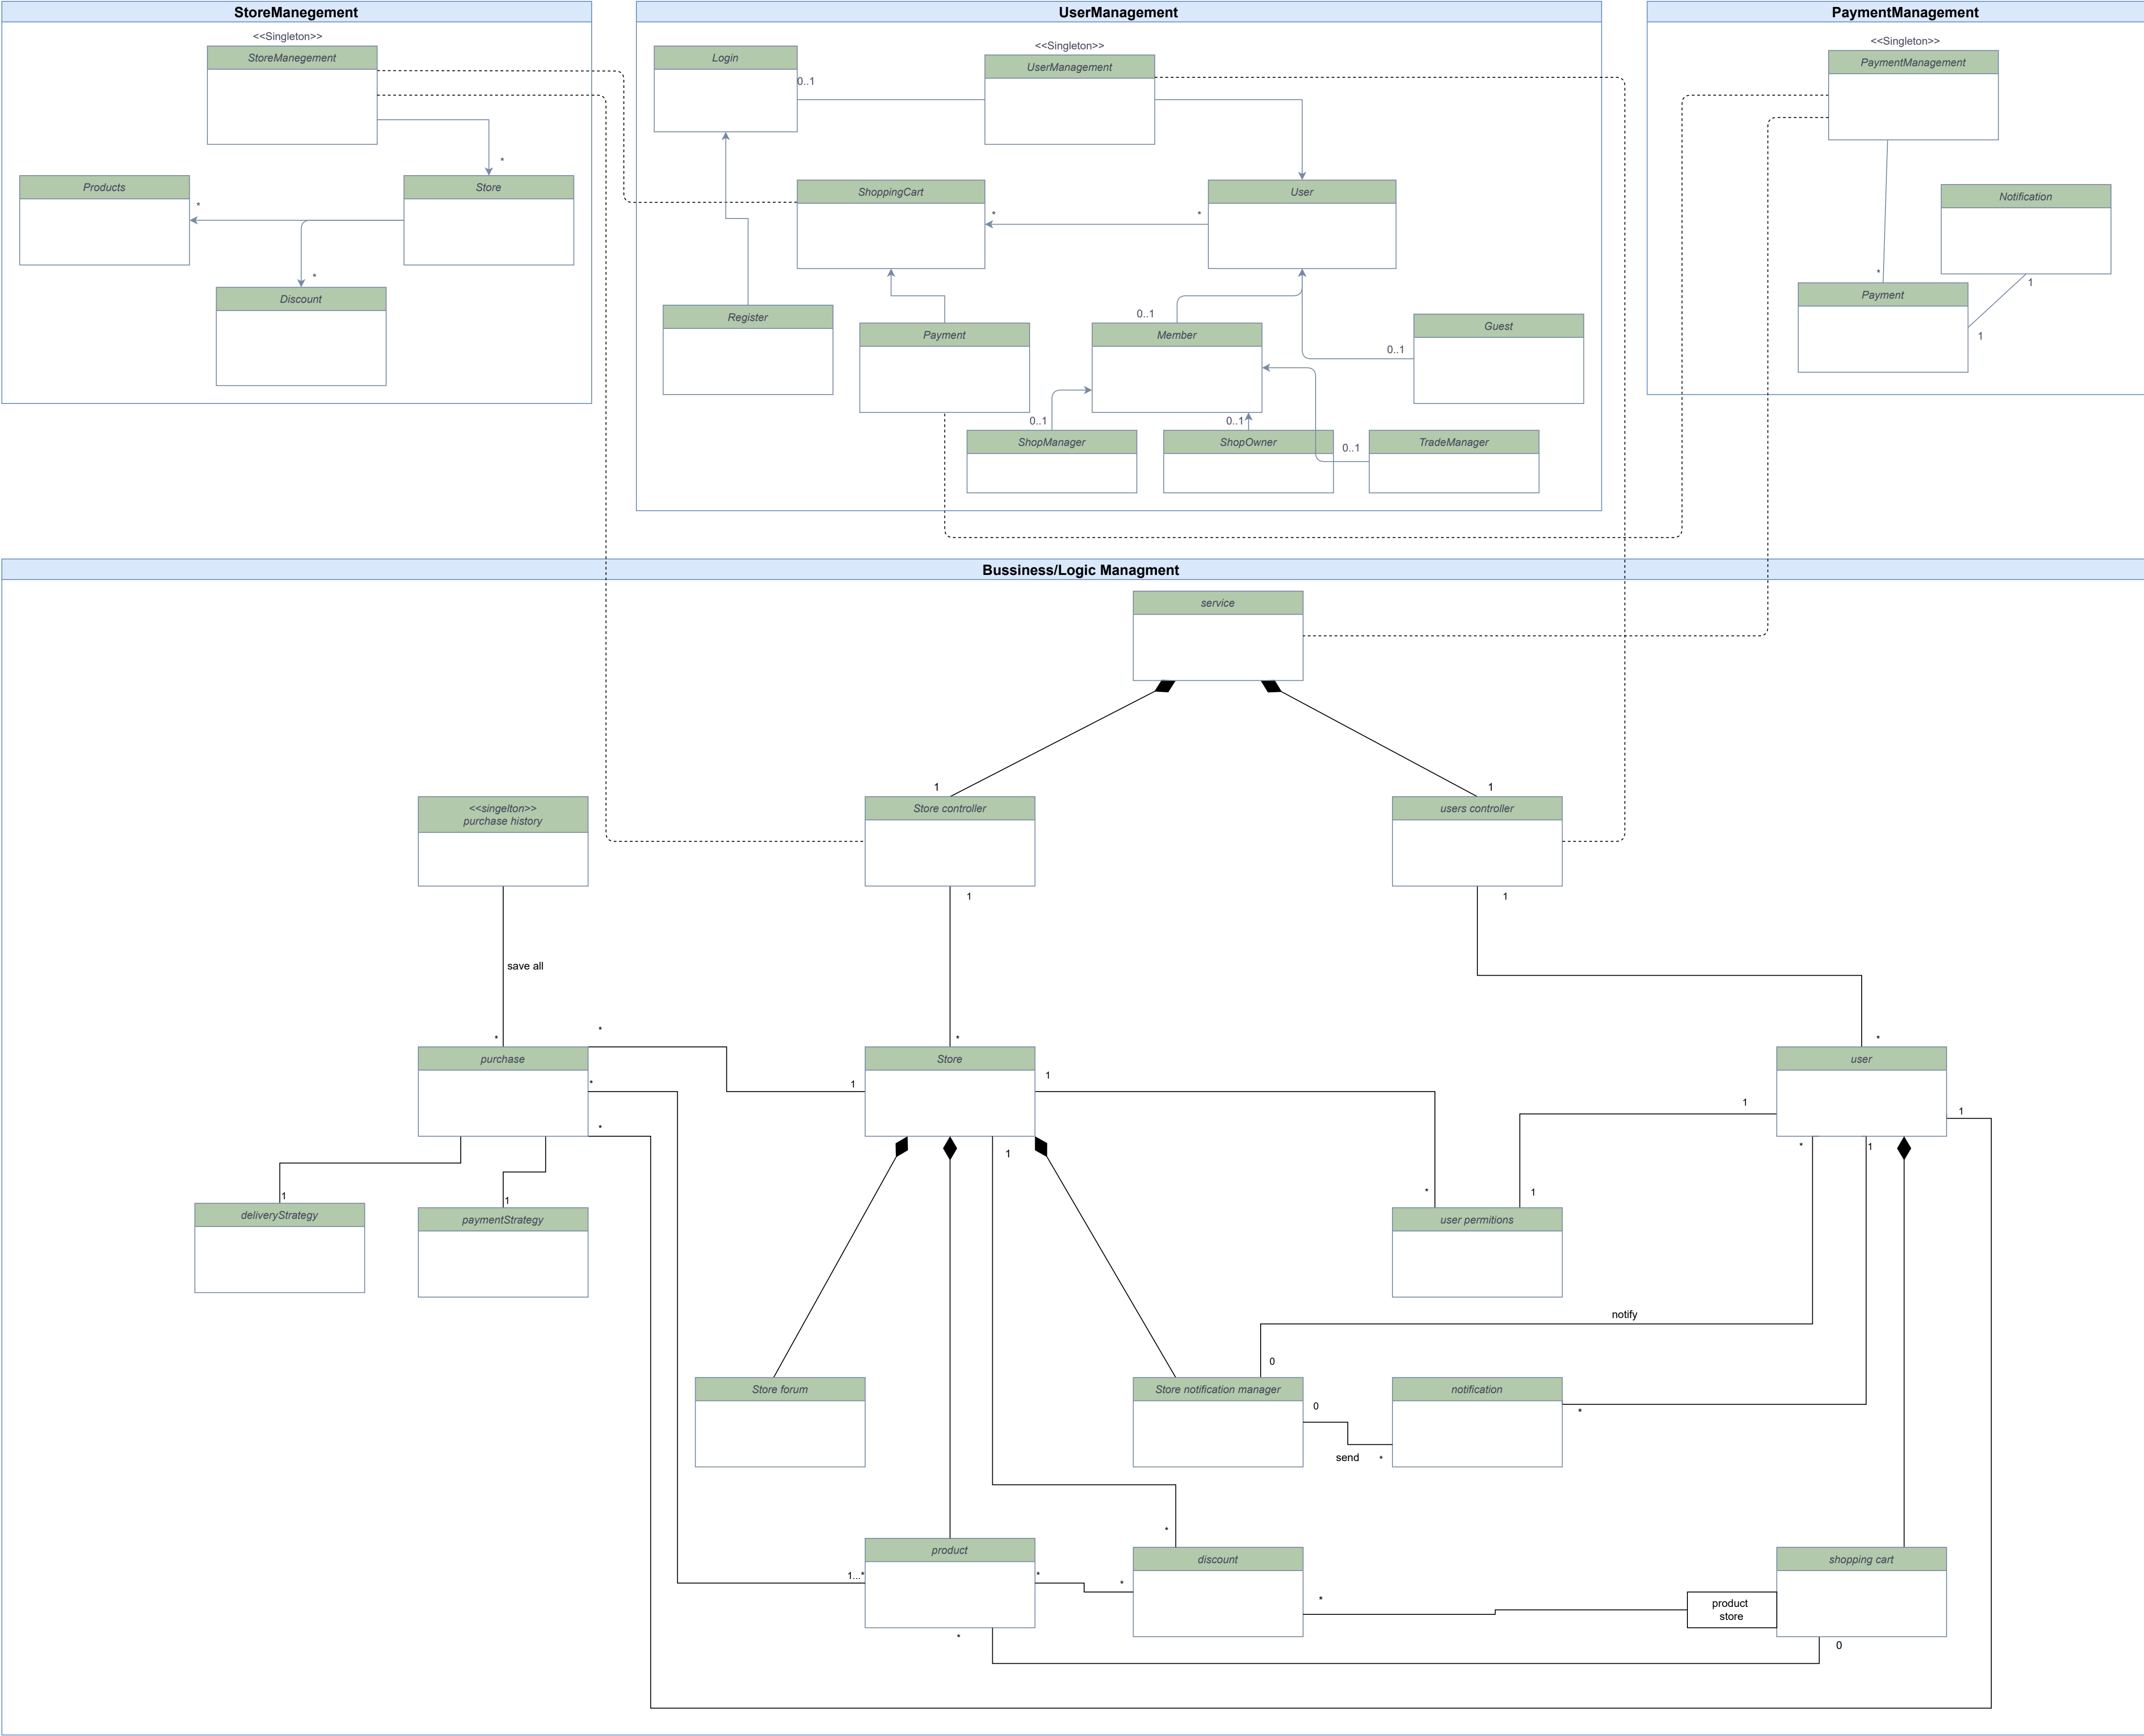 StoreManegement
<<Singleton>>
StoreManegement
*
Products
Store
*
*
Discount
UserManagement
Login
<<Singleton>>
UserManagement
0..1
ShoppingCart
User
*
*
Register
Payment
0..1
Member
Guest
0..1
0..1
ShopManager
0..1
ShopOwner
0..1
TradeManager
PaymentManagement
<<Singleton>>
PaymentManagement
Notification
*
1
Payment
1
Bussiness/Logic Managment
service
1
1
<<singelton>>
purchase history
Store controller
users controller
1
1
save all
*
*
*
*
purchase
Store
user
*
1
1
1
1
*
1
*
1
1
*
1
1
1
deliveryStrategy
paymentStrategy
user permitions
notify
0
Store forum
Store notification manager
notification
0
*
send
*
*
product
discount
shopping cart
1...*
*
*
*
product
store
*
0